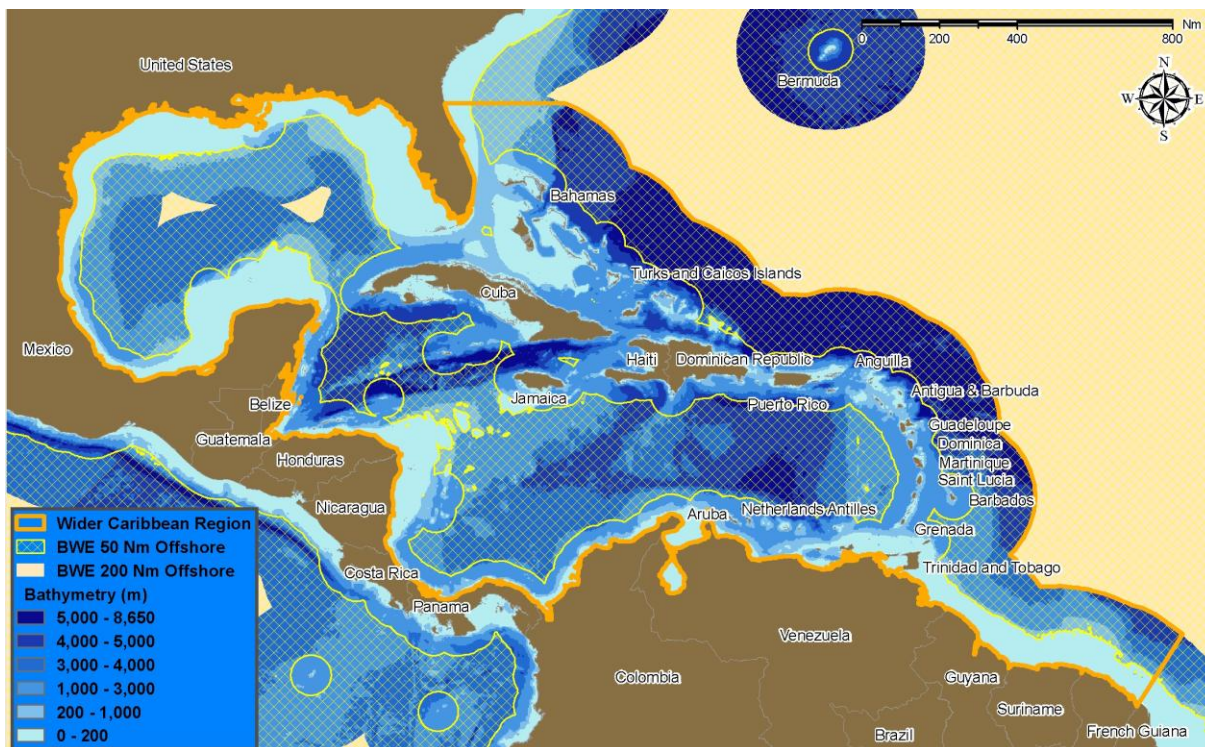 Nm
0 200 400 800
United States
Bermuda
N
W E
S
Bahamas
Turks and Caicos Islands
Cuba
Mexico
Haiti Dominican Republic
Anguilla
Jamaica
Puerto Rico
Antigua & Barbuda
Belize
Guadeloupe
Guatemala
Dominica
Honduras
Martinique
Saint Lucia
Barbados
Nicaragua
Aruba
Netherlands Antilles
Grenada
Costa Rica
Trinidad and Tobago
Panama
Venezuela
Colombia
Guyana
Suriname
Brazil
French Guiana
Wider Caribbean Region
BWE 50 Nm Offshore
BWE 200 Nm Offshore
Bathymetry (m)
5,000 - 8,650
4,000 - 5,000
3,000 - 4,000
1,000 - 3,000
200 - 1,000
0 - 200